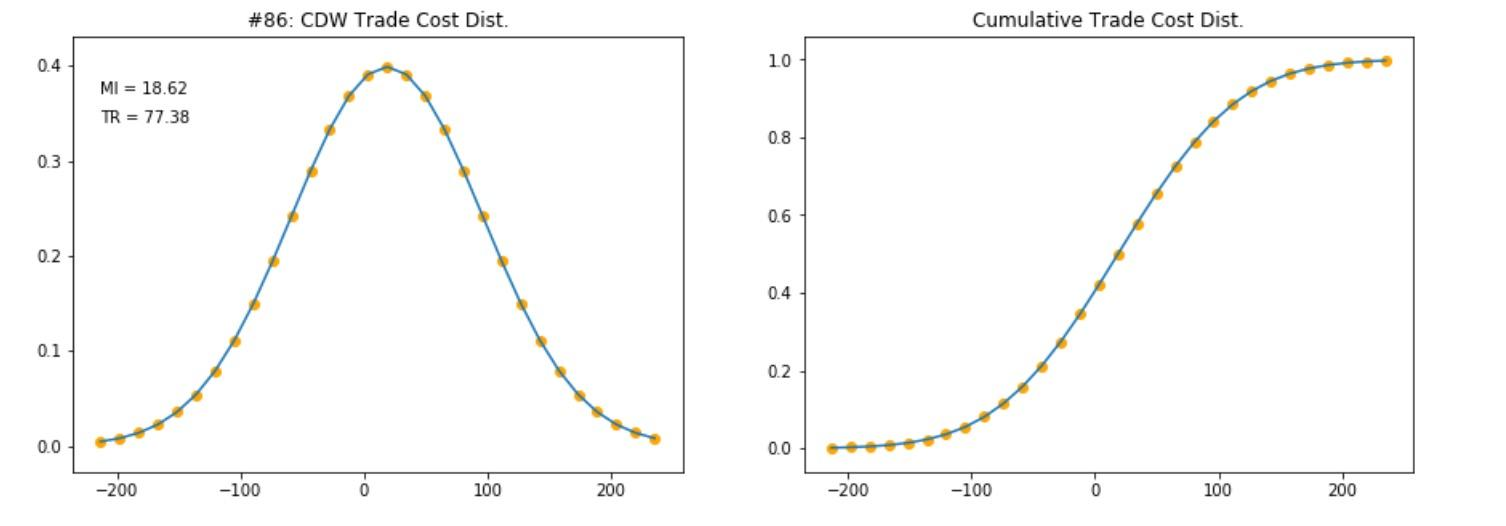 #86: CDW Trade Cost Dist.
MI = 18.62
TR = 77.38
0.4
0.3
0.2
0.1
0.0
−200 −100 0 100 200
Cumulative Trade Cost Dist.
1.0
0.8
0.6
0.4
0.2
0.0
−200 −100 0 100 200